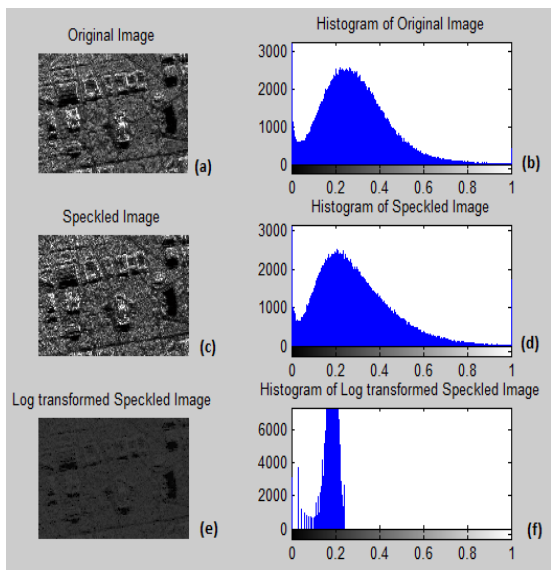 Original Image
(a)
Histogram of Original Image
3000
2000
1000
0
0 0.2 0.4 0.6 0.8 1
(b)
Speckled Image
(c)
Histogram of Speckled Image
3000
2000
1000
0
0 0.2 0.4 0.6 0.8 1
(d)
Log transformed Speckled Image
(e)
Histogram of Log transformed Speckled Image
6000
4000
2000
0
0 0.2 0.4 0.6 0.8 1
(f)